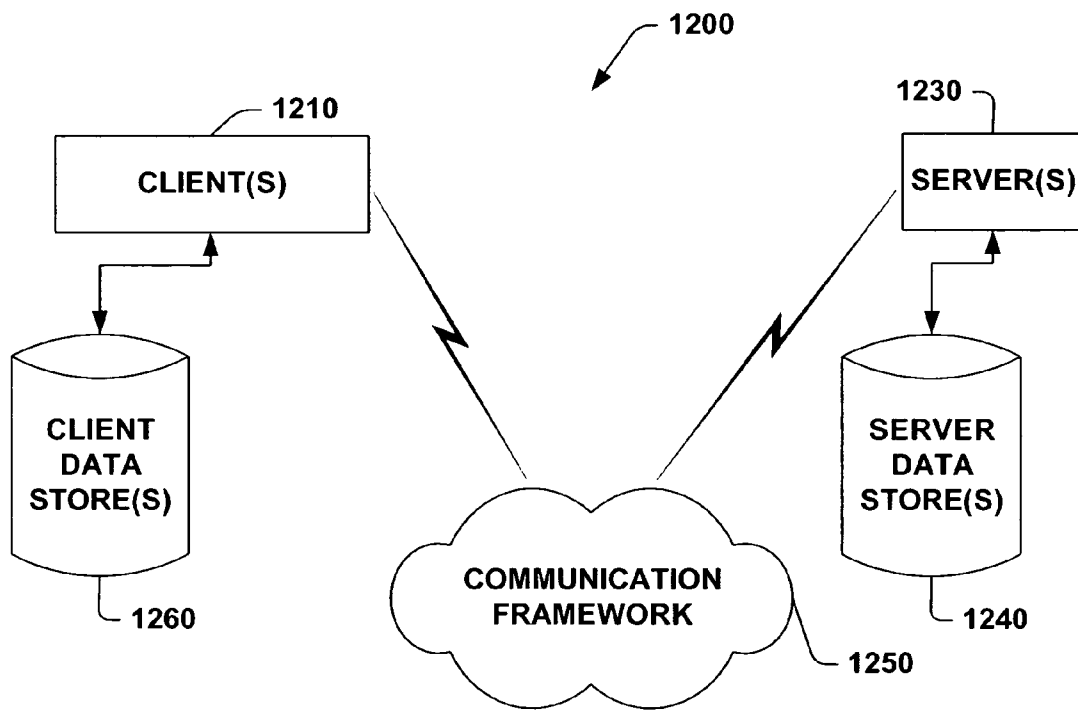 1200
1210
CLIENT(S)
1230
SERVER(S)
CLIENT
DATA
STORE(S)
1260
SERVER
DATA
STORE(S)
1240
COMMUNICATION
FRAMEWORK
1250